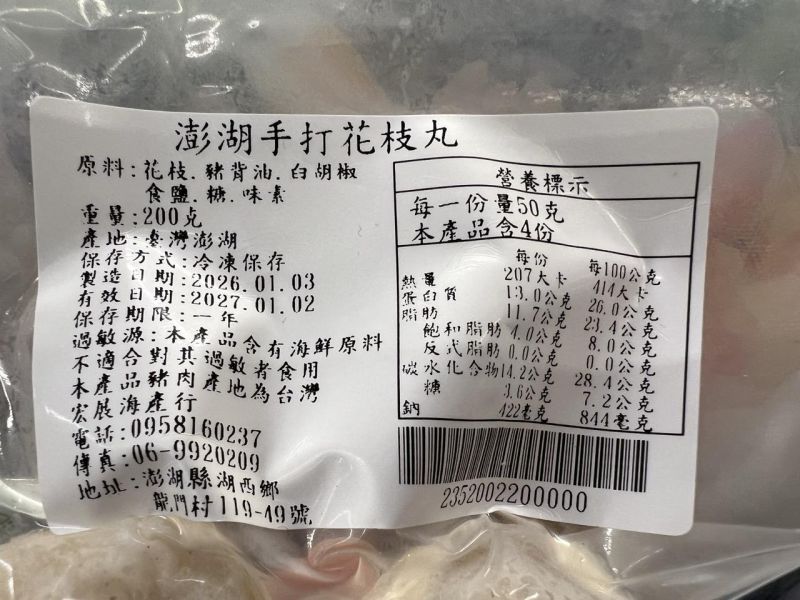 澎湖手打花枝丸
原料:花枝.豬背油.白胡椒
食鹽.糖.味素
重量:200克
產地:臺灣澎湖
保存方式:冷凍保存
製造日期:2026.01.03
有效日期:2027.01.02
保存期限:一年
過敏源:本產品含有海鮮原料
不適合對其過敏者食用
本產品豬肉產地為台灣
宏展海產行
電話:0958160237
傳真:06-9920209
地址:澎湖縣湖西鄉
龍門村119-49號
營養標示
每一份量50克
本產品含4份
每份 每100公克
熱量 207大卡 414大卡
蛋白質 13.0公克 26.0公克
脂肪 11.7公克 23.4公克
飽和脂肪 4.0公克 8.0公克
反式脂肪 0.0公克 0.0公克
碳水化合物 14.2公克 28.4公克
糖 3.6公克 7.2公克
鈉 422毫克 844毫克
2352002200000